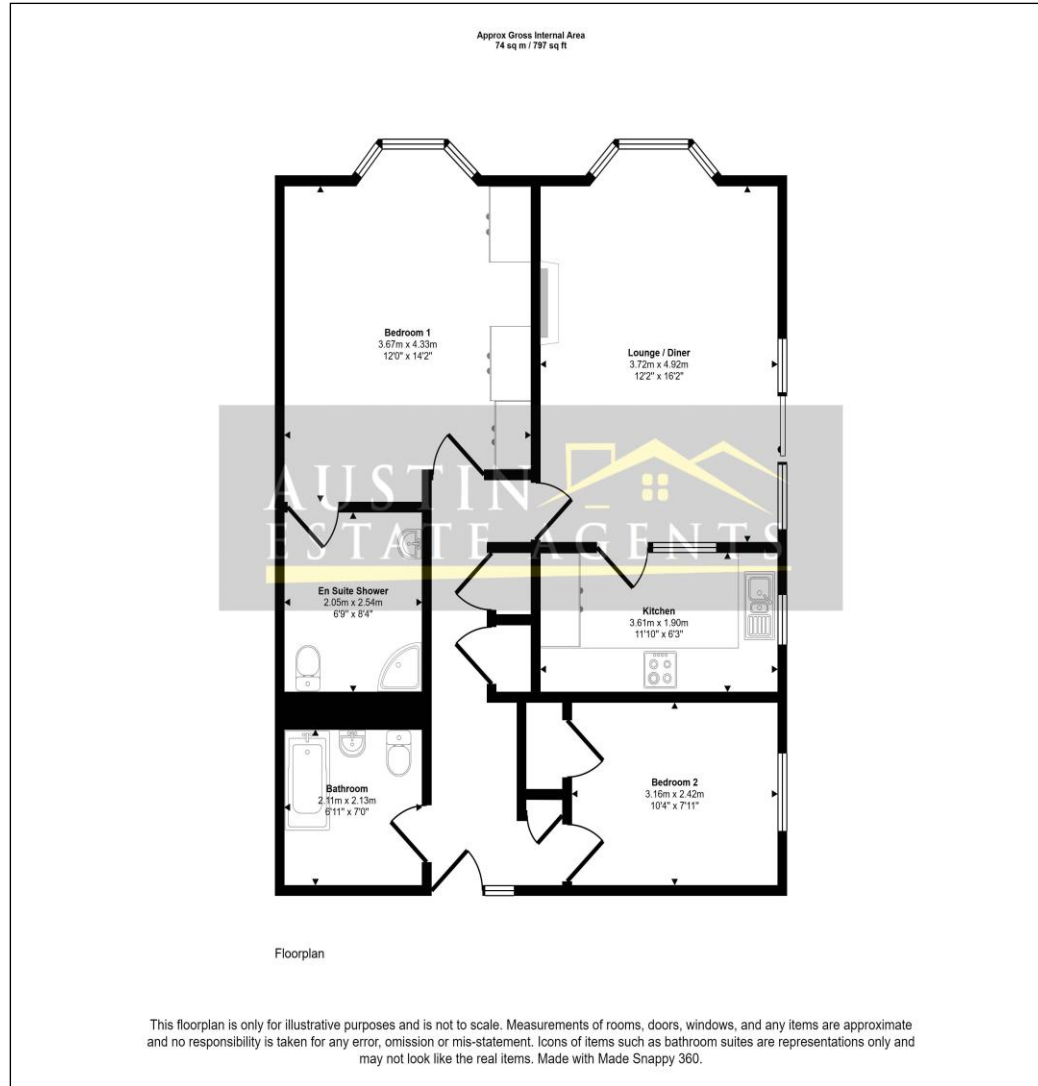 Approx Gross Internal Area
74 sq m / 797 sq ft
Bedroom 1
3.67m x 4.33m
12'0" x 14'2"
Lounge / Diner
3.72m x 4.92m
12'2" x 16'2"
AUSTIN
ESTATE AGENTS
En Suite Shower
2.05m x 2.54m
6'9" x 8'4"
Kitchen
3.61m x 1.90m
11'10" x 6'3"
Bathroom
2.11m x 2.13m
6'11" x 7'0"
Bedroom 2
3.16m x 2.42m
10'4" x 7'11"
Floorplan
This floorplan is only for illustrative purposes and is not to scale. Measurements of rooms, doors, windows, and any items are approximate
and no responsibility is taken for any error, omission or mis-statement. Icons of items such as bathroom suites are representations only and
may not look like the real items. Made with Made Snappy 360.